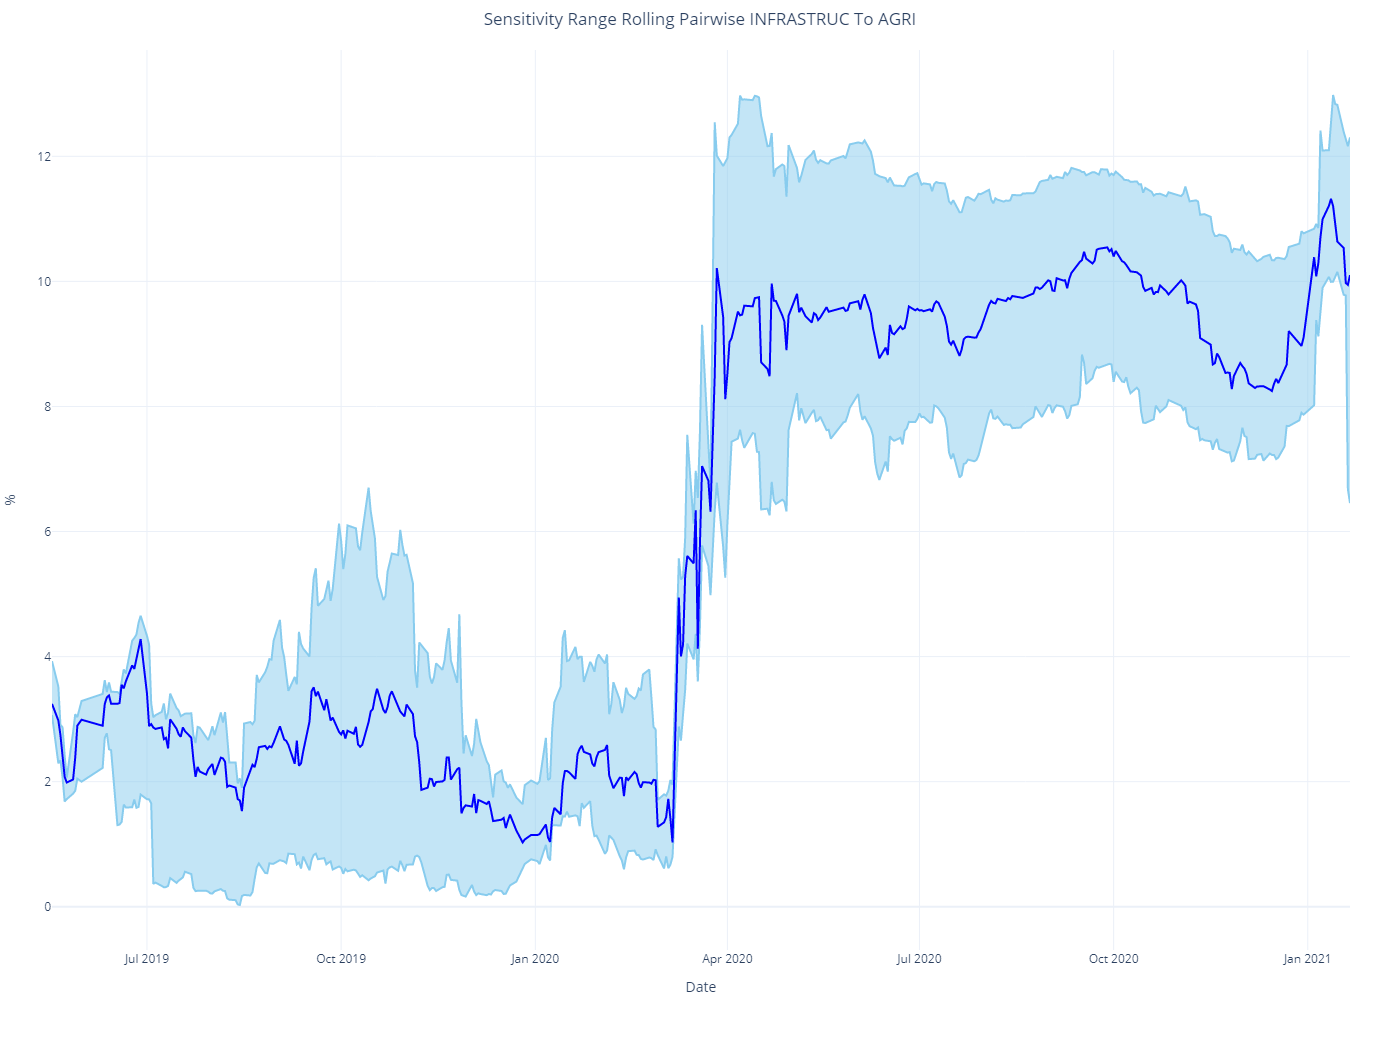 Sensitivity Range Rolling Pairwise INFRASTRUC To AGRI
12
10
8
6
4
2
0
%
Jul 2019
Oct 2019
Jan 2020
Apr 2020
Jul 2020
Oct 2020
Jan 2021
Date